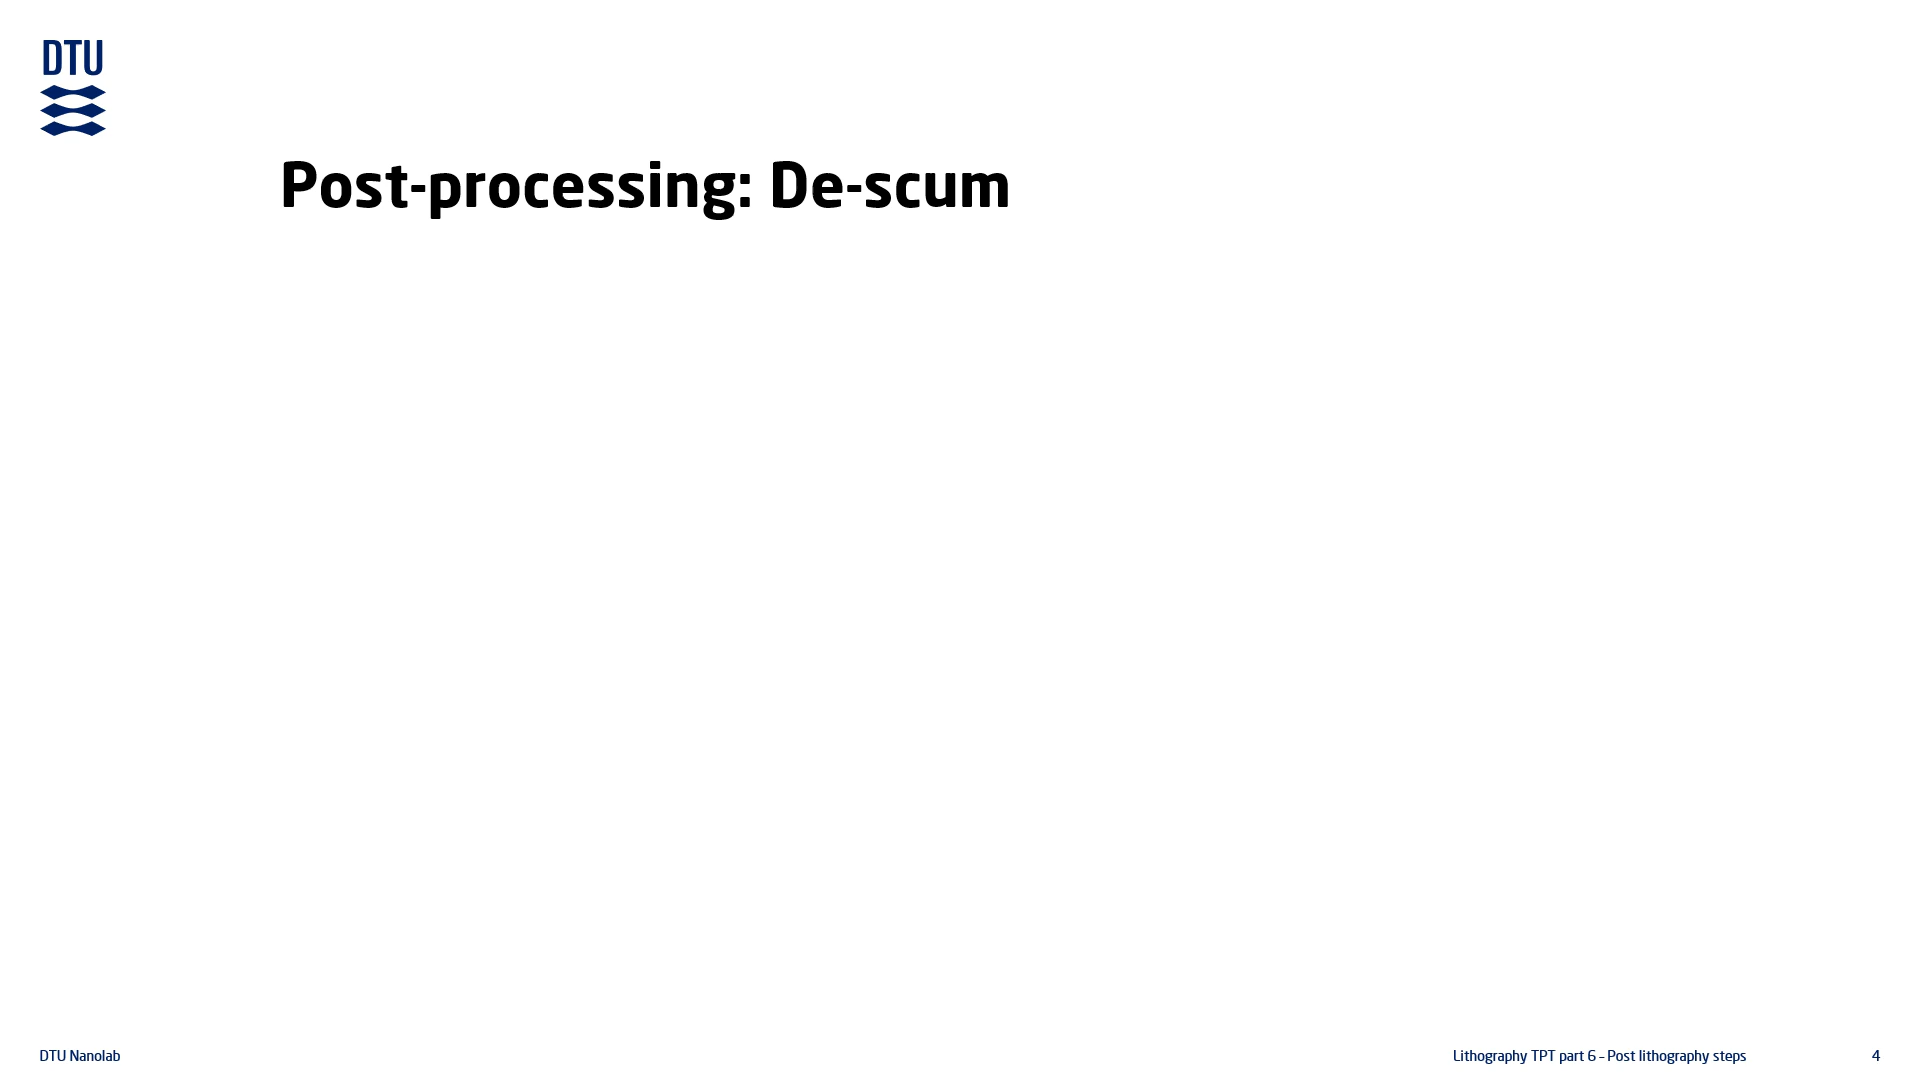 DTU
Post-processing: De-scum
DTU Nanolab
Lithography TPT part 6 – Post lithography steps
4